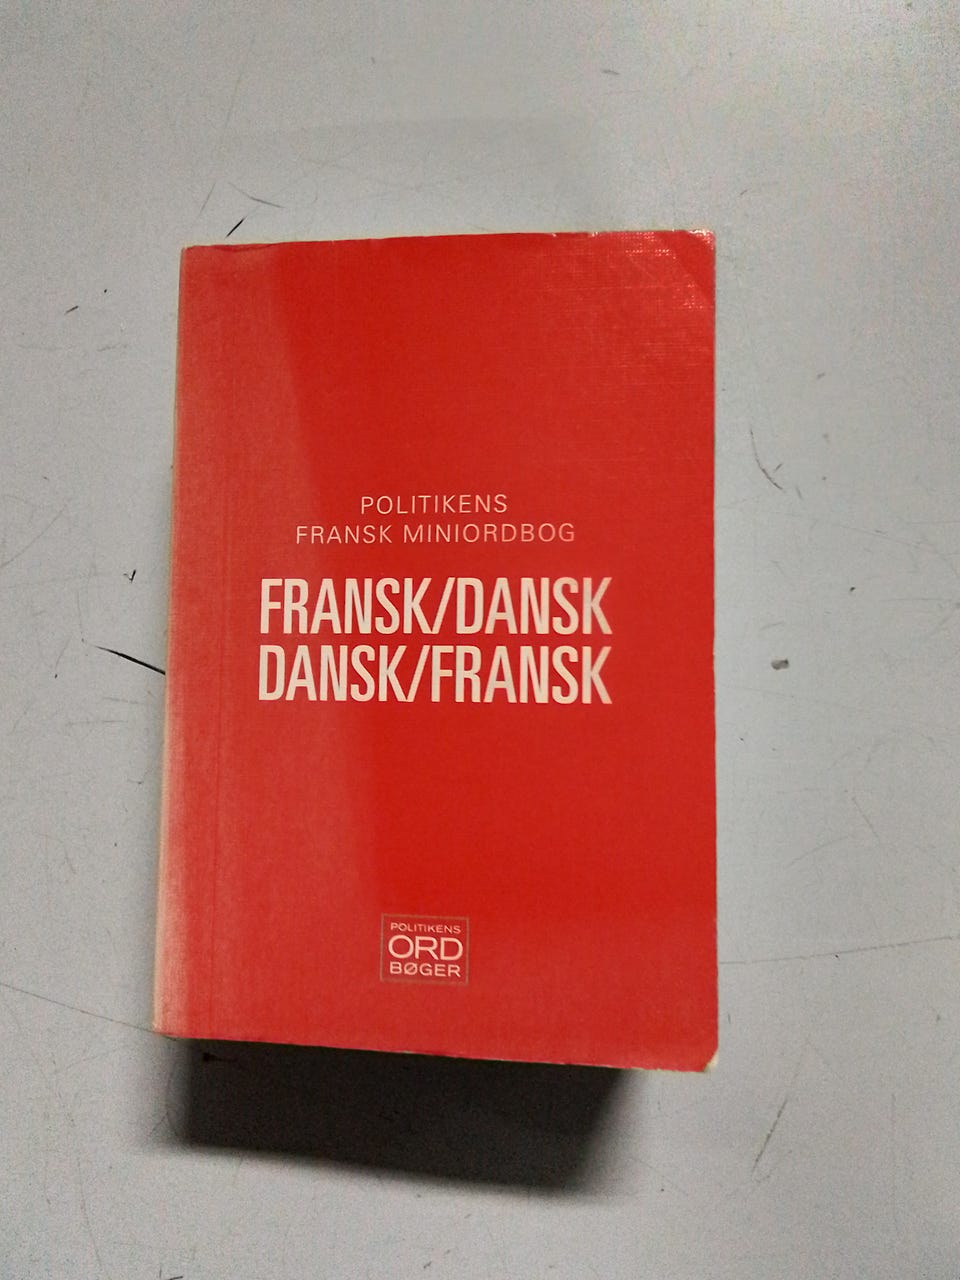 POLITIKENS
FRANSK MINIORDBOG
FRANSK/DANSK
DANSK/FRANSK
POLITIKENS
ORD
BØGER